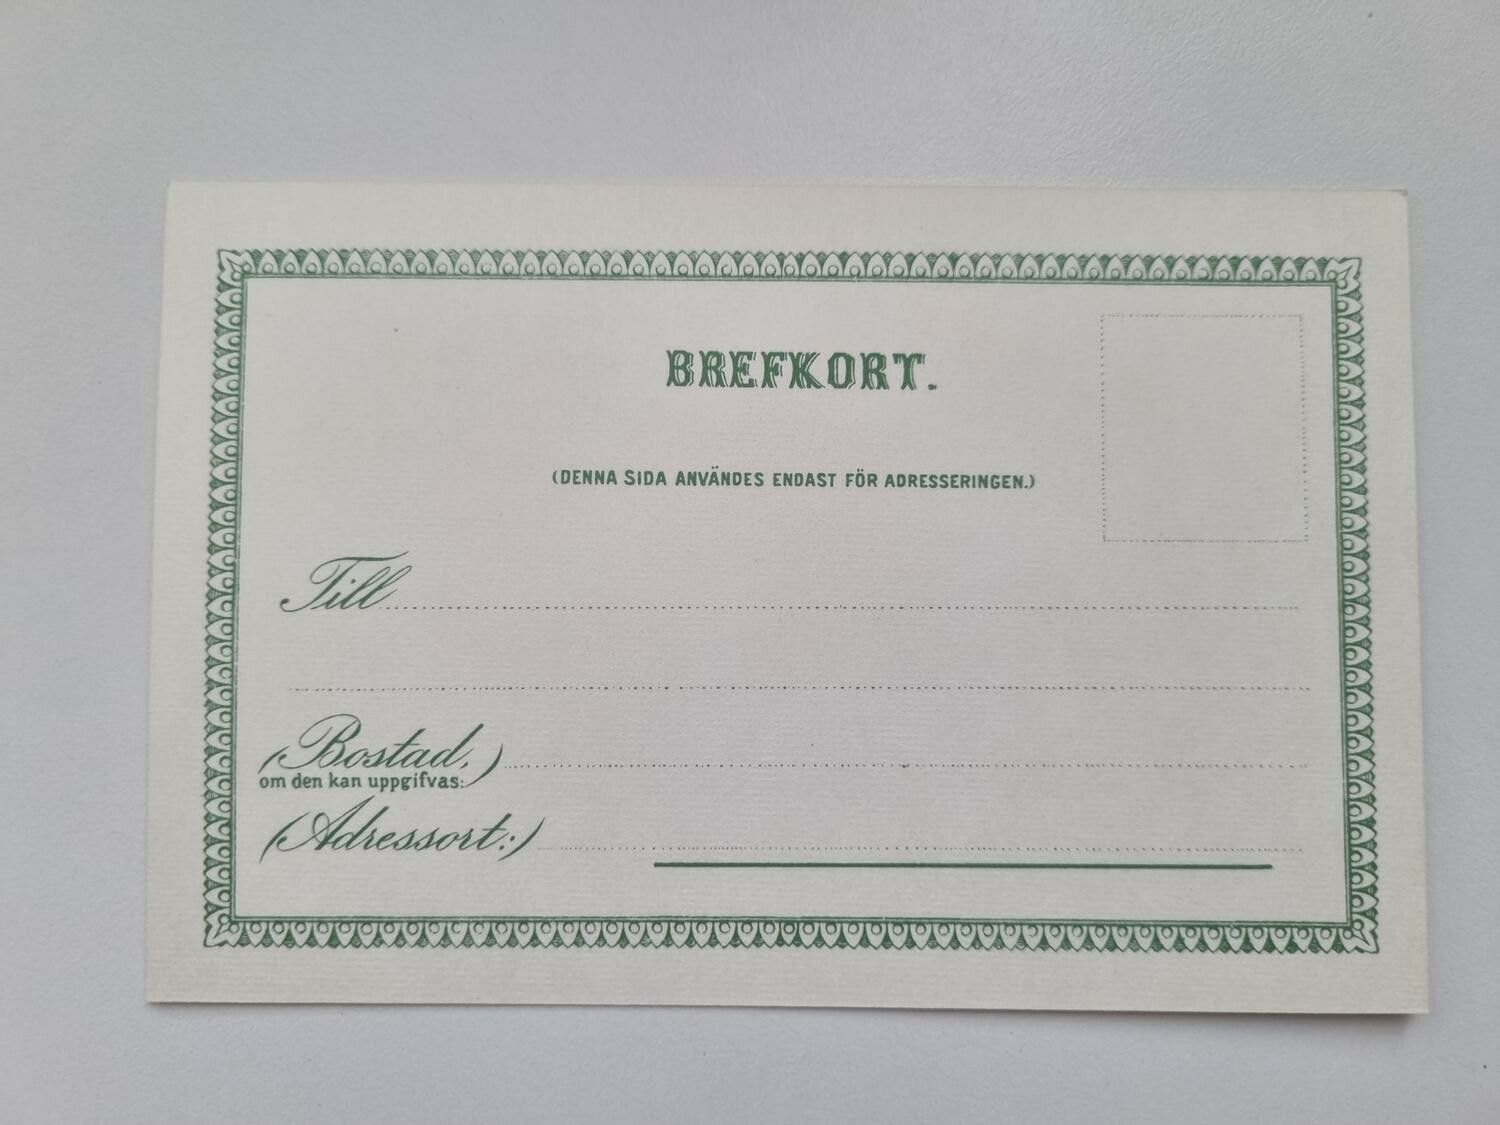 BREFKORT.
(DENNA SIDA ANVÄNDES ENDAST FÖR ADRESSERINGEN.)
Till
(Bostad,)
om den kan uppgifvas:
(Adressort:)